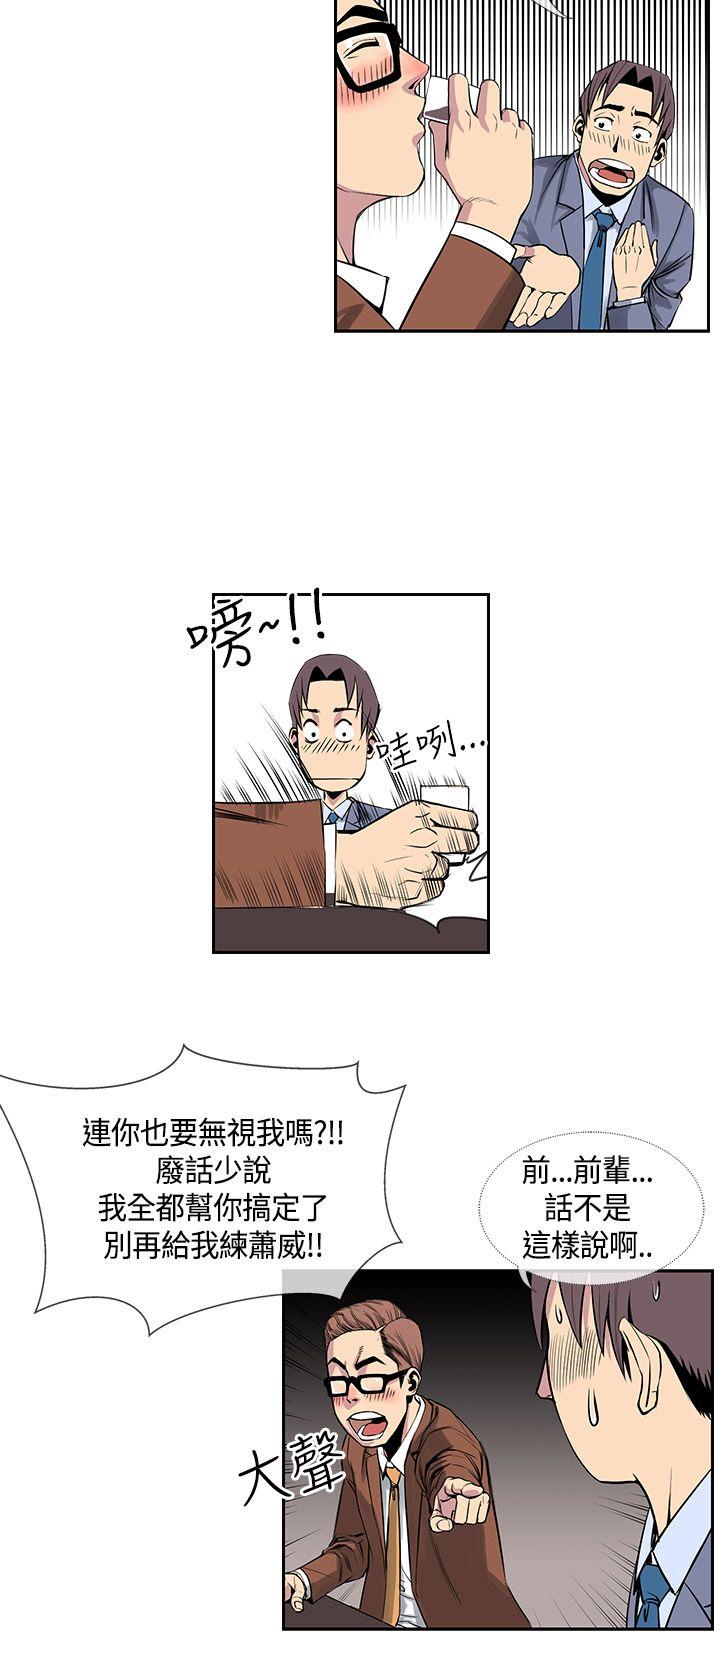 嗙~!!
哇咧...
連你也要無視我嗎?!!
廢話少說
我全都幫你搞定了
別再給我練蕭威!!
前...前輩...
話不是
這樣說啊..
大聲